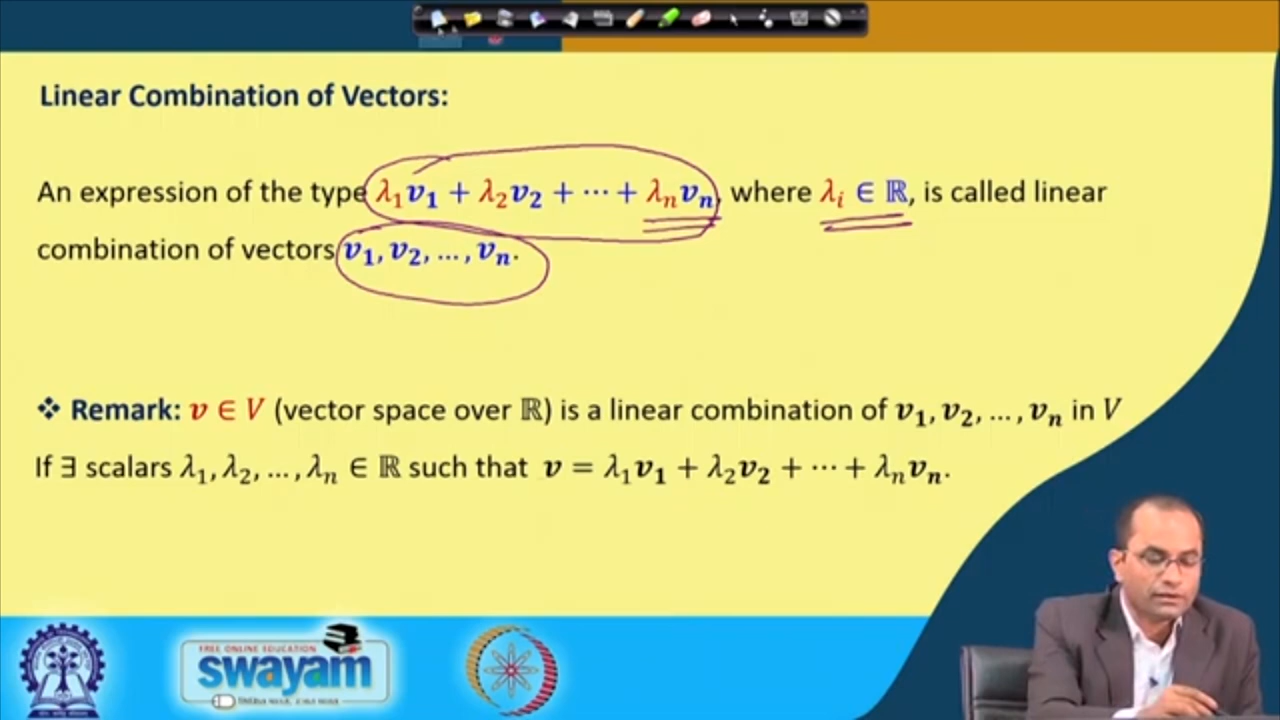 Linear Combination of Vectors:
An expression of the type λ₁v₁ + λ₂v₂ + ⋯ + λₙvₙ, where λᵢ ∈ ℝ, is called linear
combination of vectors v₁, v₂, …, vₙ.
❖ Remark: v ∈ V (vector space over ℝ) is a linear combination of v₁, v₂, …, vₙ in V
If ∃ scalars λ₁, λ₂, …, λₙ ∈ ℝ such that v = λ₁v₁ + λ₂v₂ + ⋯ + λₙvₙ.
FREE ONLINE EDUCATION
swayam